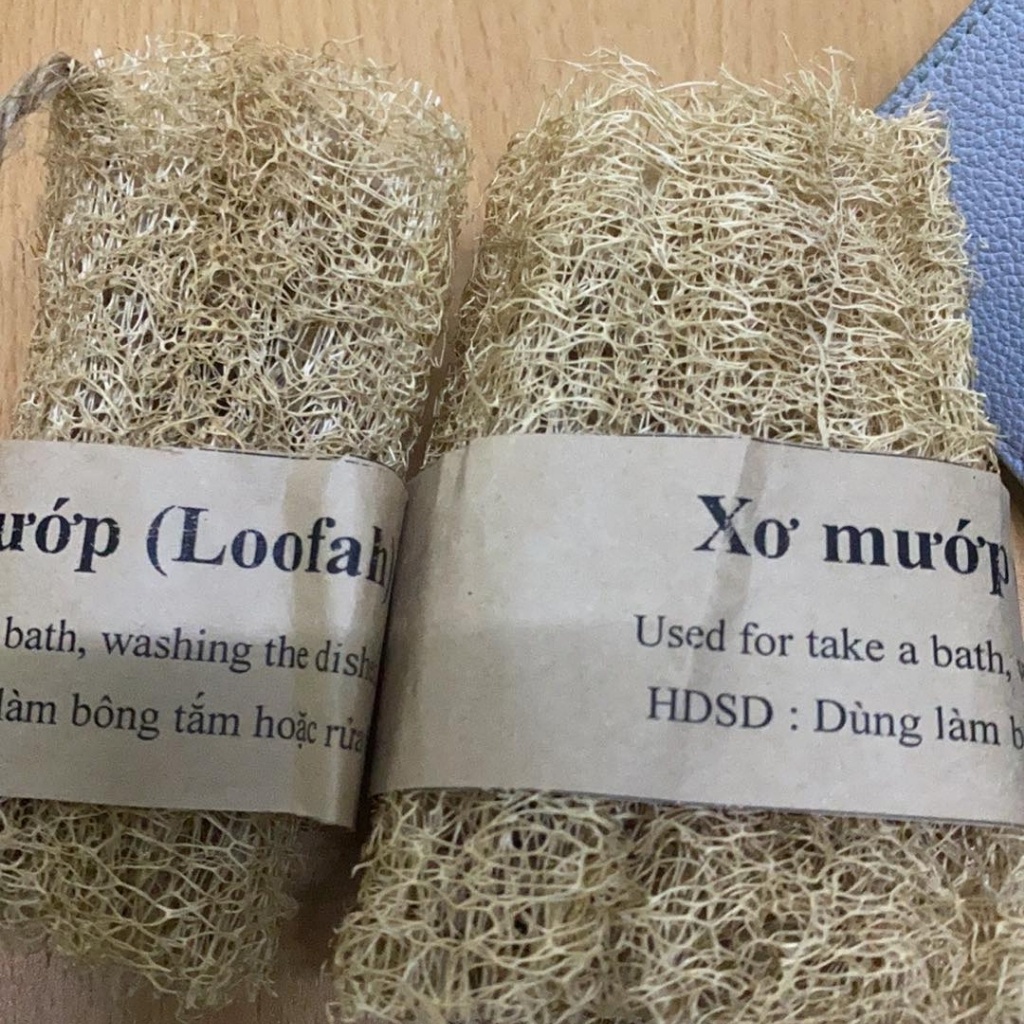 ướp (Loofah)
bath, washing the dish
làm bông tắm hoặc rửa
Xơ mướp
Used for take a bath,
HDSD : Dùng làm b